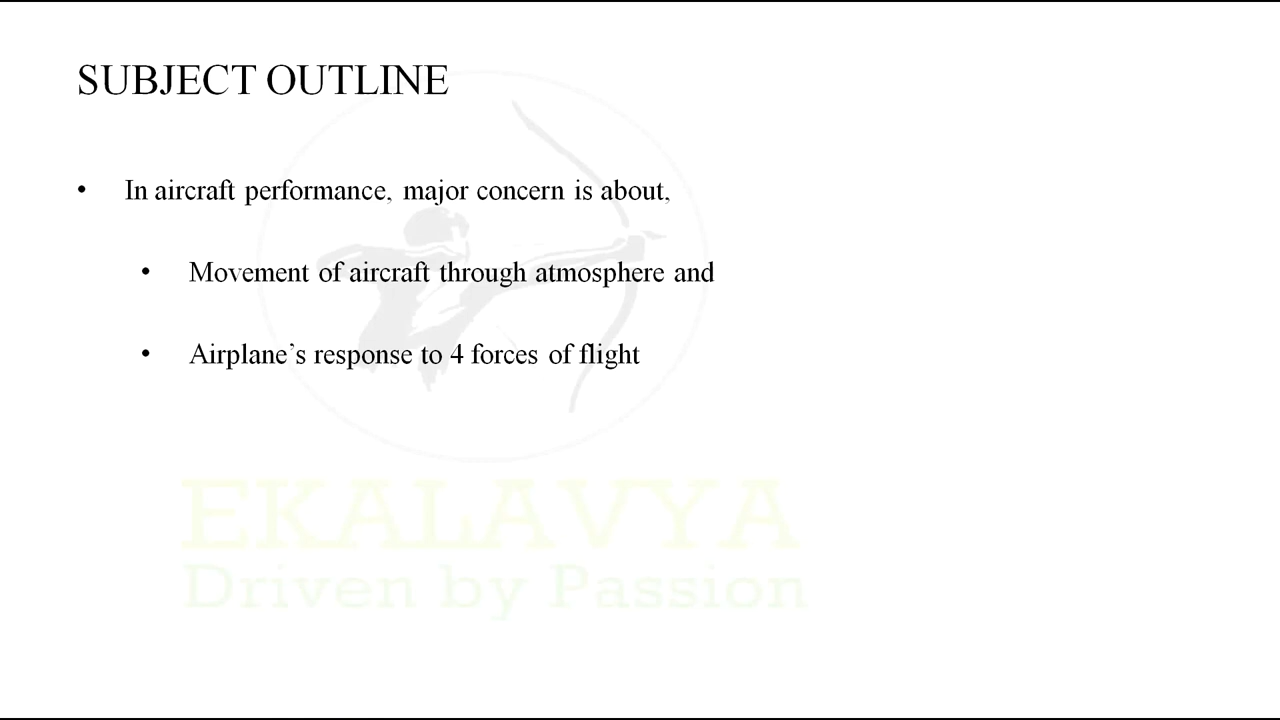 SUBJECT OUTLINE
• In aircraft performance, major concern is about,
• Movement of aircraft through atmosphere and
• Airplane’s response to 4 forces of flight
EKALAVYA
Driven by Passion